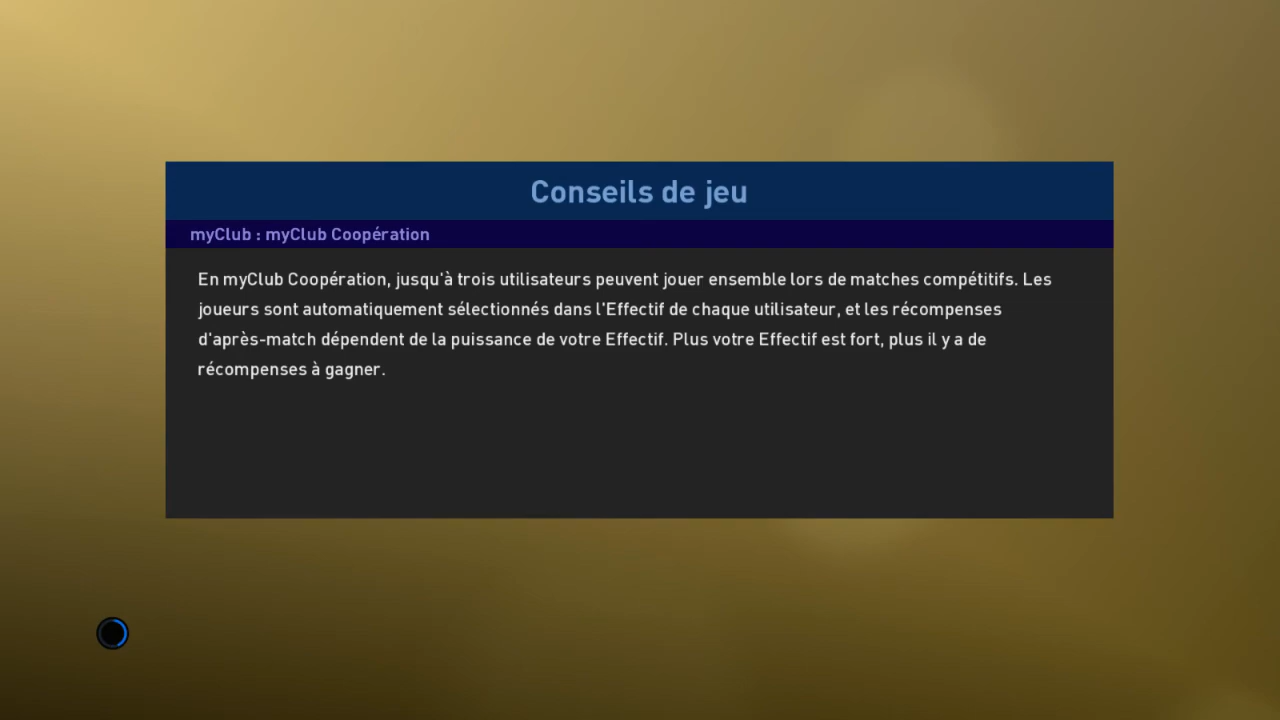 Conseils de jeu
myClub : myClub Coopération
En myClub Coopération, jusqu'à trois utilisateurs peuvent jouer ensemble lors de matches compétitifs. Les
joueurs sont automatiquement sélectionnés dans l'Effectif de chaque utilisateur, et les récompenses
d'après-match dépendent de la puissance de votre Effectif. Plus votre Effectif est fort, plus il y a de
récompenses à gagner.